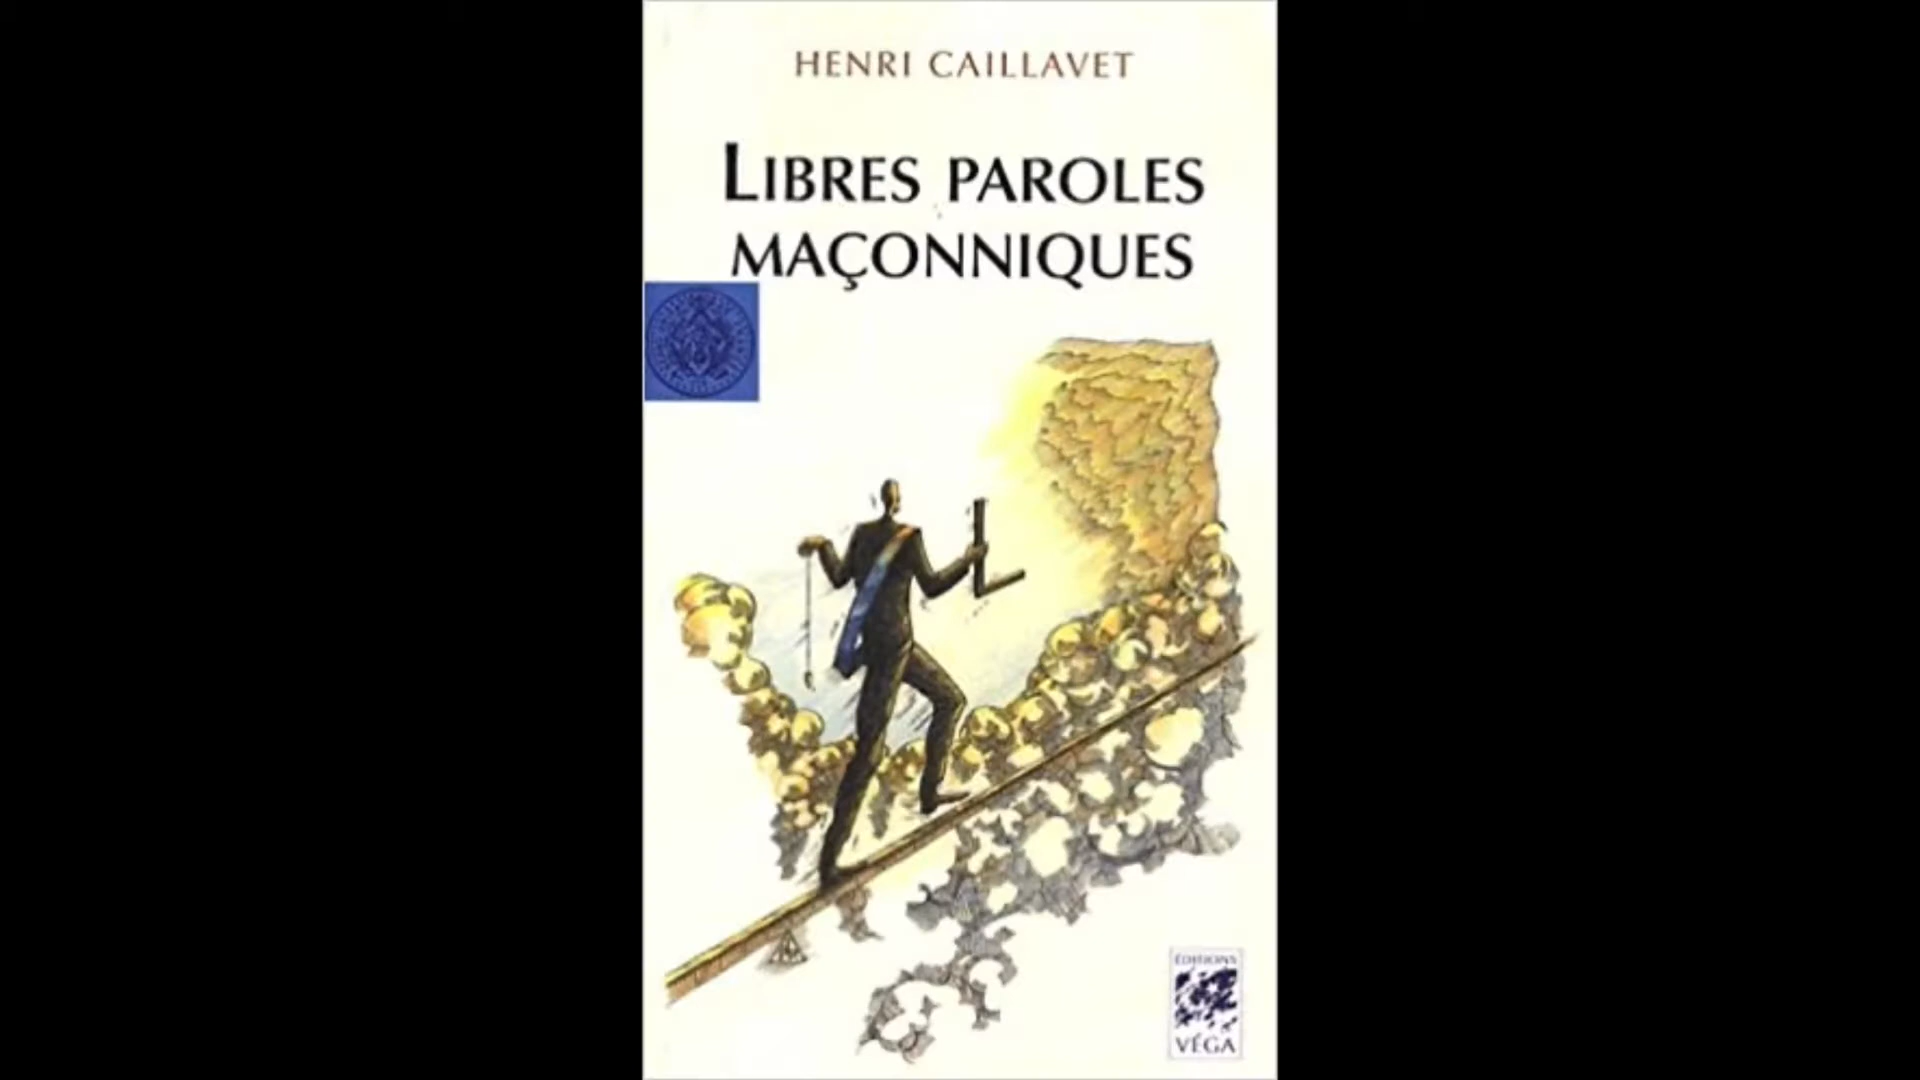 HENRI CAILLAVET
LIBRES PAROLES
MAÇONNIQUES
ÉDITIONS
VÉGA